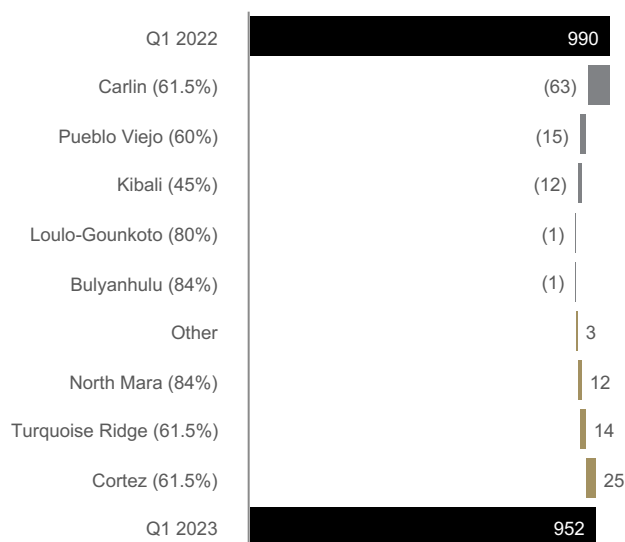 Q1 2022 990
Carlin (61.5%) (63)
Pueblo Viejo (60%) (15)
Kibali (45%) (12)
Loulo-Gounkoto (80%) (1)
Bulyanhulu (84%) (1)
Other 3
North Mara (84%) 12
Turquoise Ridge (61.5%) 14
Cortez (61.5%) 25
Q1 2023 952